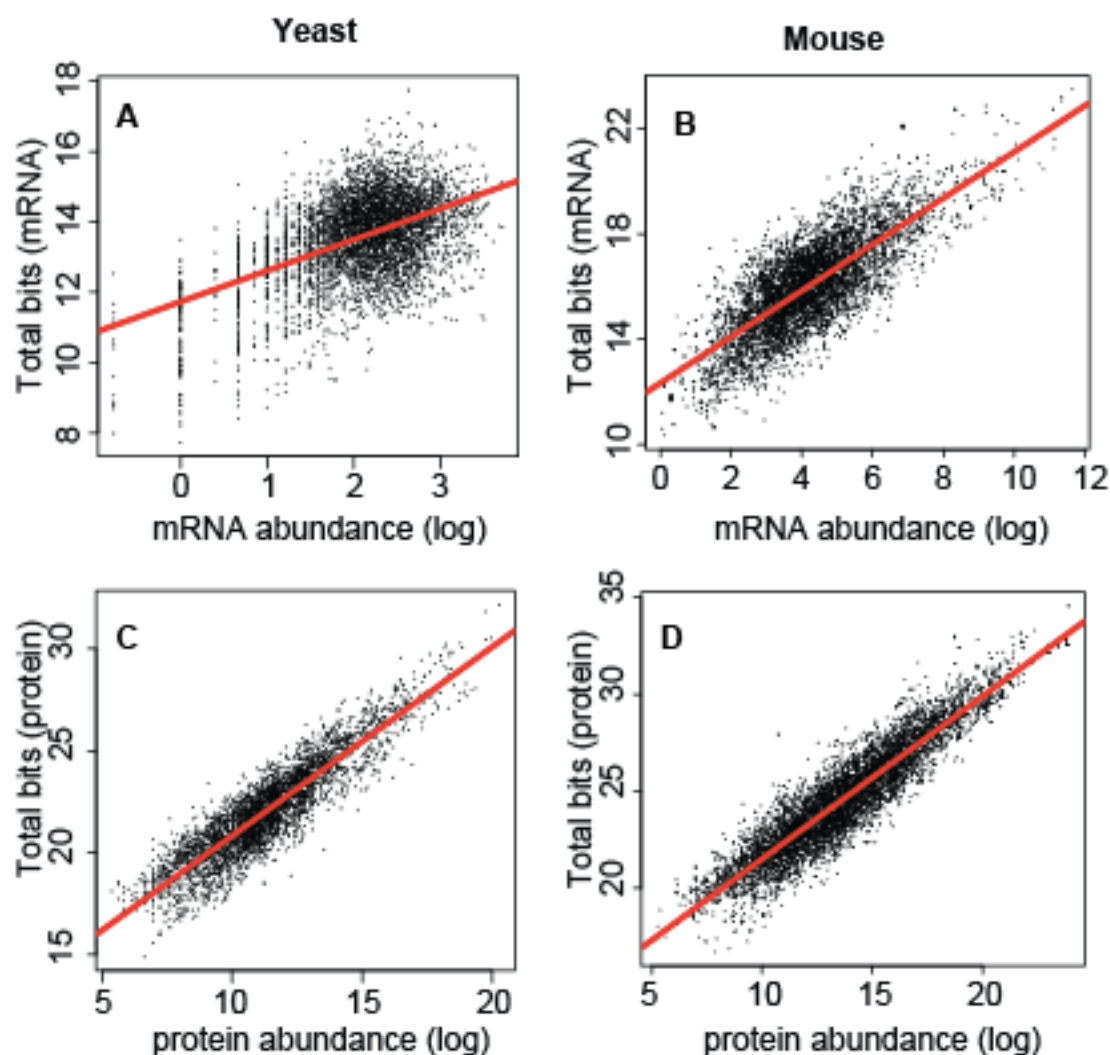 Yeast
Mouse
A
Total bits (mRNA)
18
16
14
12
10
8
0 1 2 3
mRNA abundance (log)
B
Total bits (mRNA)
22
18
14
10
0 2 4 6 8 10 12
mRNA abundance (log)
C
Total bits (protein)
30
25
20
15
5 10 15 20
protein abundance (log)
D
Total bits (protein)
35
30
25
20
5 10 15 20
protein abundance (log)